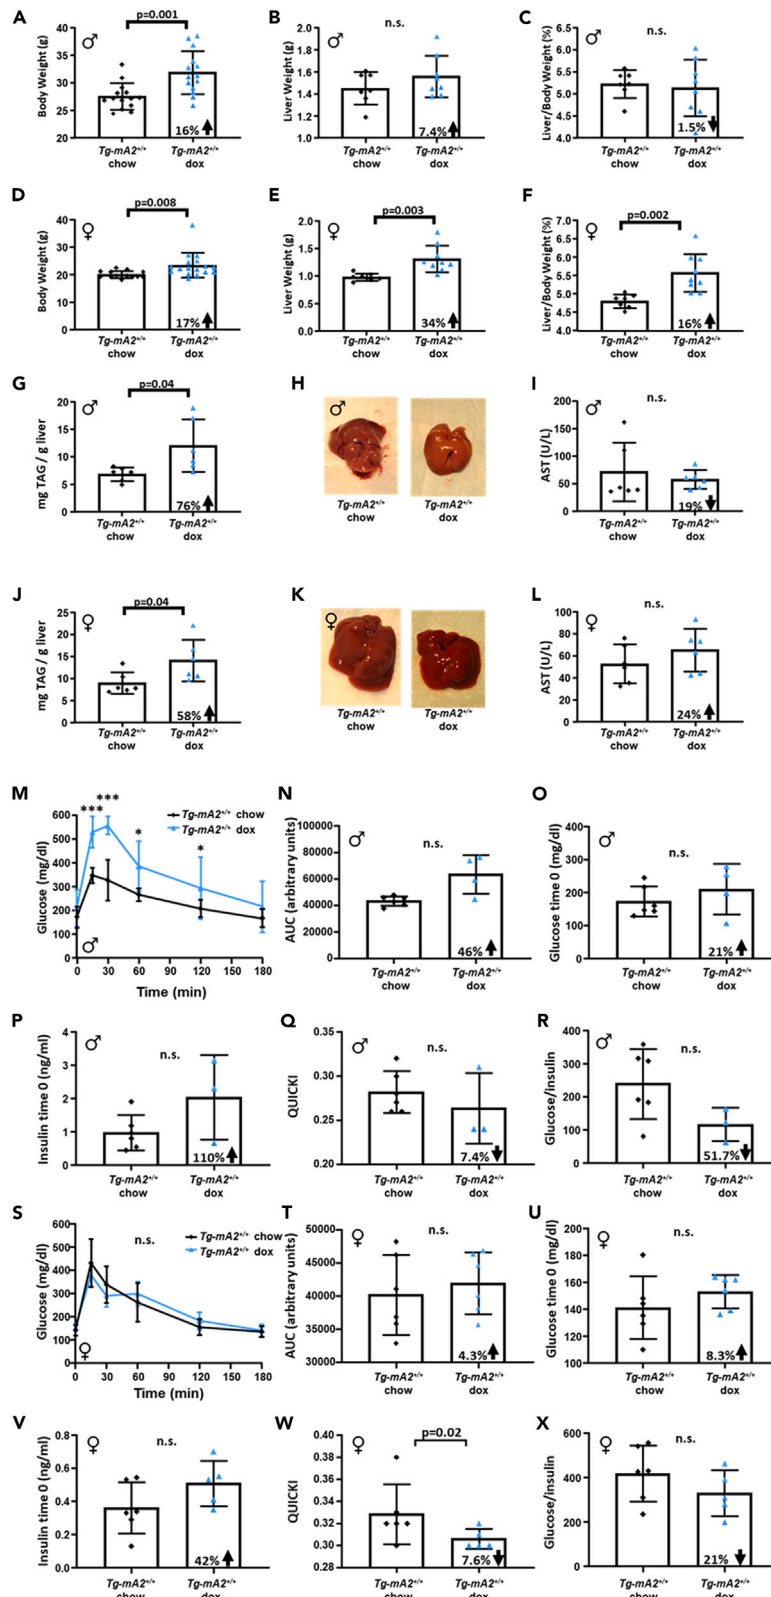 A
p=0.001
♂
Body Weight (g)
40
35
30
25
20
16%
Tg-mA2+/+
chow
Tg-mA2+/+
dox
B
n.s.
♂
Liver Weight (g)
2.0
1.8
1.6
1.4
1.2
1.0
7.4%
Tg-mA2+/+
chow
Tg-mA2+/+
dox
C
n.s.
♂
Liver/Body Weight (%)
6.5
6.0
5.5
5.0
4.5
4.0
1.5%
Tg-mA2+/+
chow
Tg-mA2+/+
dox
D
p=0.008
♀
Body Weight (g)
40
30
20
10
0
17%
Tg-mA2+/+
chow
Tg-mA2+/+
dox
E
p=0.003
♀
Liver Weight (g)
2.0
1.5
1.0
0.5
0.0
34%
Tg-mA2+/+
chow
Tg-mA2+/+
dox
F
p=0.002
♀
Liver/Body Weight (%)
7.0
6.5
6.0
5.5
5.0
4.5
4.0
16%
Tg-mA2+/+
chow
Tg-mA2+/+
dox
G
p=0.04
♂
mg TAG / g liver
20
15
10
5
0
76%
Tg-mA2+/+
chow
Tg-mA2+/+
dox
H
♂
Tg-mA2+/+
chow
Tg-mA2+/+
dox
I
n.s.
♂
AST (U/L)
200
150
100
50
0
19%
Tg-mA2+/+
chow
Tg-mA2+/+
dox
J
p=0.04
♀
mg TAG / g liver
25
20
15
10
5
0
58%
Tg-mA2+/+
chow
Tg-mA2+/+
dox
K
♀
Tg-mA2+/+
chow
Tg-mA2+/+
dox
L
n.s.
♀
AST (U/L)
100
80
60
40
20
0
24%
Tg-mA2+/+
chow
Tg-mA2+/+
dox
M
***
***
*
*
Tg-mA2+/+ chow
Tg-mA2+/+ dox
Glucose (mg/dl)
600
500
400
300
200
100
0
♂
0 30 60 90 120 150 180
Time (min)
N
n.s.
♂
AUC (arbitrary units)
100000
80000
60000
40000
20000
0
46%
Tg-mA2+/+
chow
Tg-mA2+/+
dox
O
n.s.
♂
Glucose time 0 (mg/dl)
400
300
200
100
0
21%
Tg-mA2+/+
chow
Tg-mA2+/+
dox
P
n.s.
♂
Insulin time 0 (ng/ml)
4
3
2
1
0
110%
Tg-mA2+/+
chow
Tg-mA2+/+
dox
Q
n.s.
♂
QUICKI
0.35
0.30
0.25
0.20
7.4%
Tg-mA2+/+
chow
Tg-mA2+/+
dox
R
n.s.
♂
Glucose/insulin
400
300
200
100
0
51.7%
Tg-mA2+/+
chow
Tg-mA2+/+
dox
S
n.s.
Tg-mA2+/+ chow
Tg-mA2+/+ dox
Glucose (mg/dl)
600
500
400
300
200
100
0
♀
0 30 60 90 120 150 180
Time (min)
T
n.s.
♀
AUC (arbitrary units)
50000
45000
40000
35000
30000
4.3%
Tg-mA2+/+
chow
Tg-mA2+/+
dox
U
n.s.
♀
Glucose time 0 (mg/dl)
200
180
160
140
120
100
8.3%
Tg-mA2+/+
chow
Tg-mA2+/+
dox
V
n.s.
♀
Insulin time 0 (ng/ml)
0.8
0.6
0.4
0.2
0.0
42%
Tg-mA2+/+
chow
Tg-mA2+/+
dox
W
p=0.02
♀
QUICKI
0.40
0.38
0.36
0.34
0.32
0.30
0.28
7.6%
Tg-mA2+/+
chow
Tg-mA2+/+
dox
X
n.s.
♀
Glucose/insulin
600
400
200
0
21%
Tg-mA2+/+
chow
Tg-mA2+/+
dox